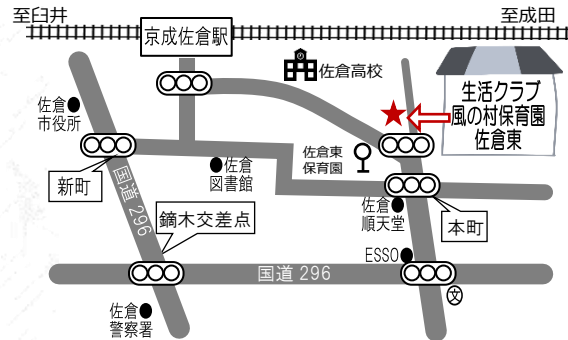 至臼井
至成田
京成佐倉駅
佐倉高校
生活クラブ
風の村保育園
佐倉東
佐倉
市役所
佐倉東
保育園
佐倉
図書館
新町
国道 296
佐倉
順天堂
本町
鏑木交差点
ESSO
国道 296
文
佐倉
警察署